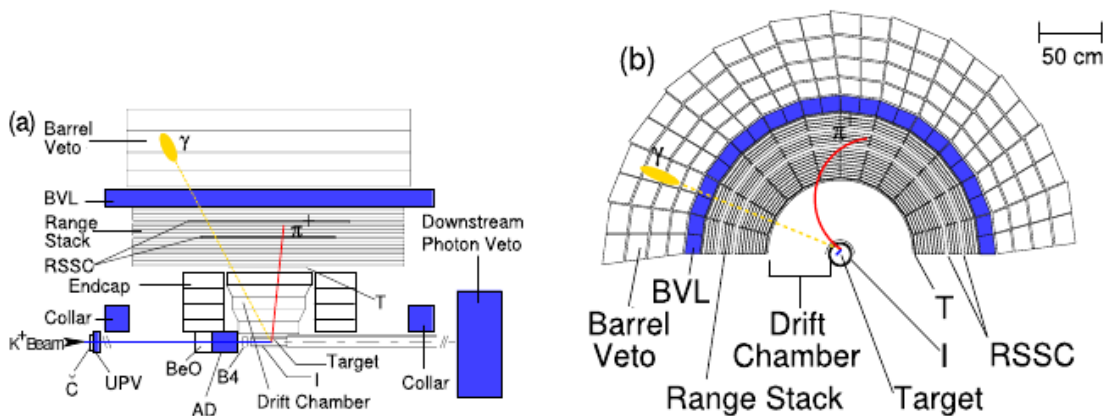 (a)
Barrel
Veto
γ
BVL
Range
Stack
π+
RSSC
Endcap
T
Collar
K+Beam
Č
UPV
BeO
AD
B4
I
Target
Drift Chamber
Collar
Downstream
Photon Veto
(b)
50 cm
π+
γ
BVL
Barrel
Veto
Drift
Chamber
Range Stack
T
I
RSSC
Target